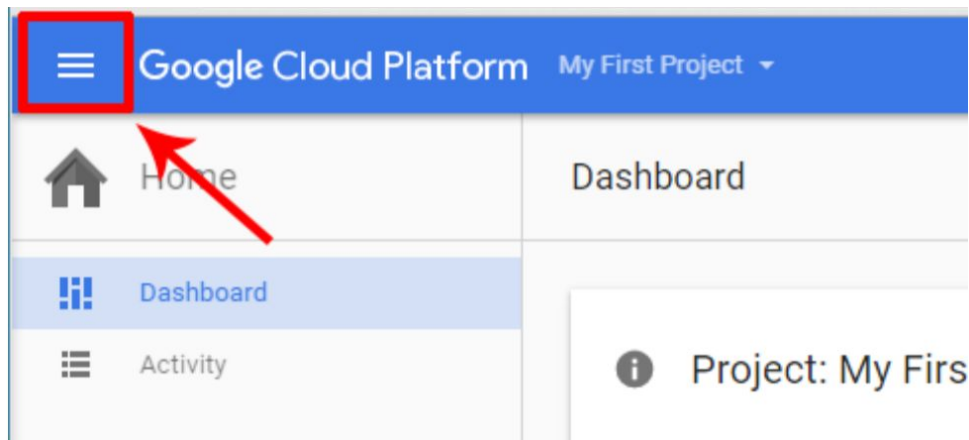 Google Cloud Platform My First Project
Home
Dashboard
Dashboard
Activity
Project: My Firs